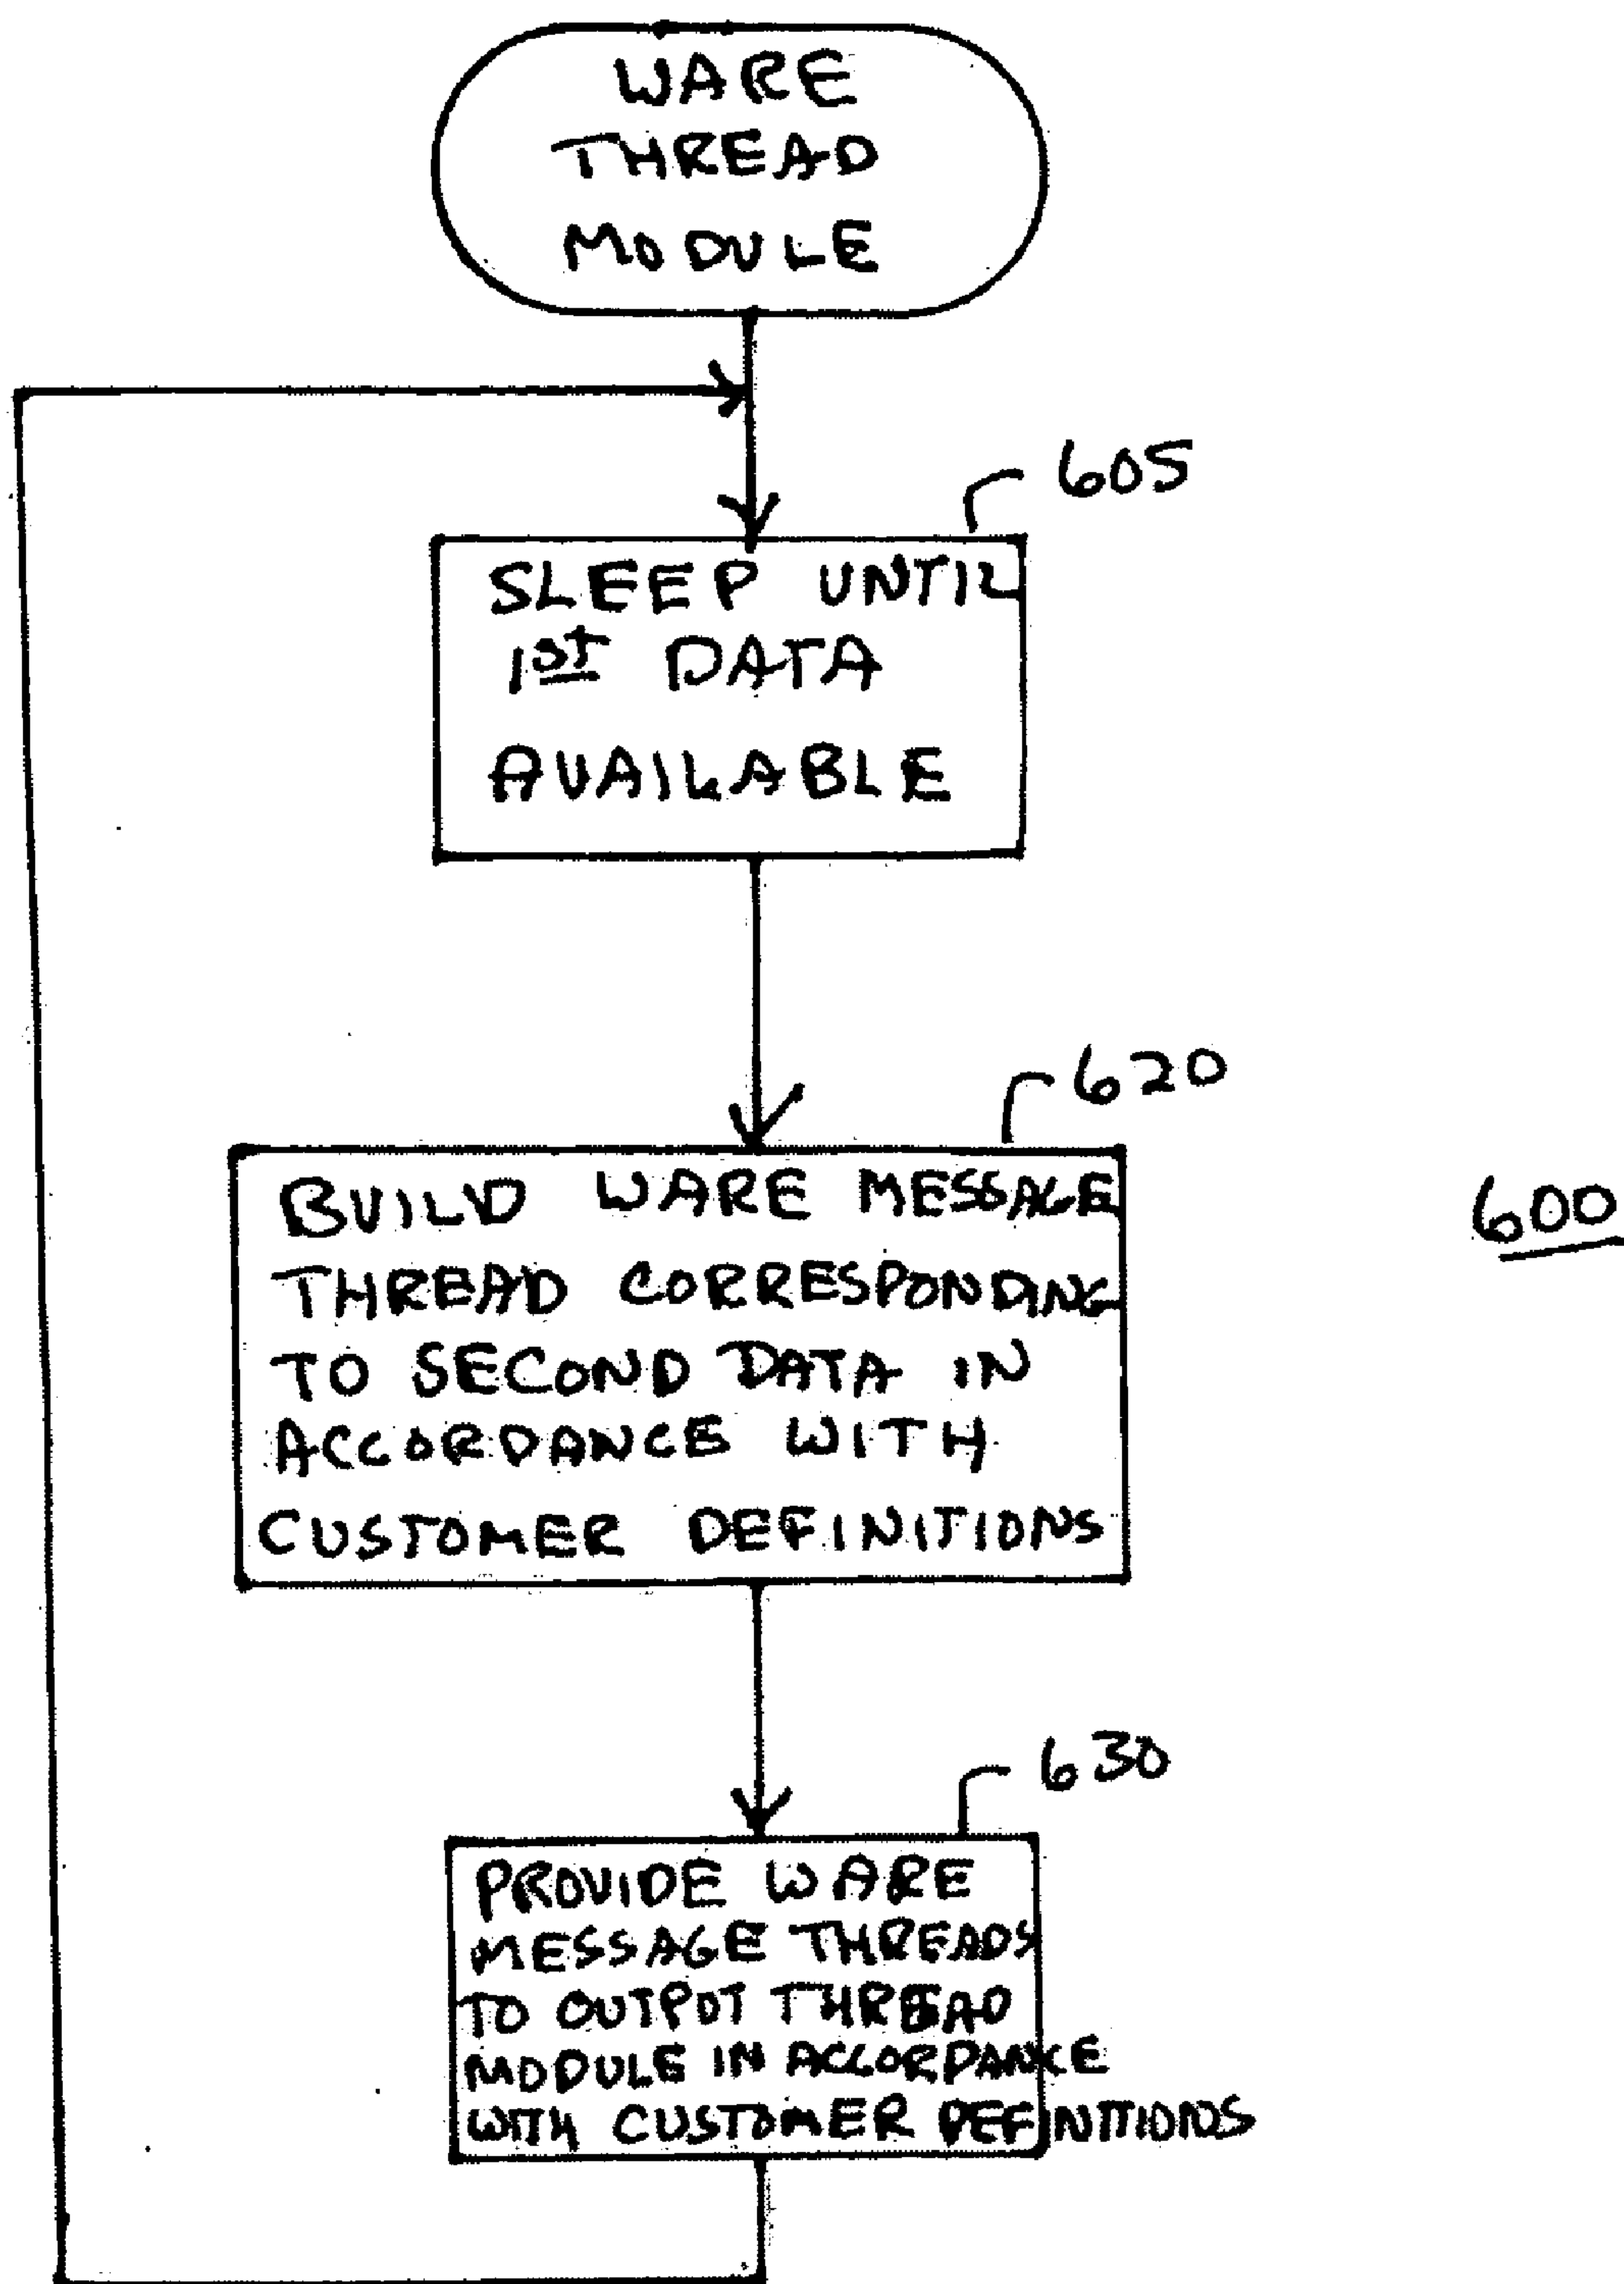 WARE
THREAD
MODULE
605
SLEEP UNTIL
1st DATA
AVAILABLE
620
BUILD WARE MESSAGE
THREAD CORRESPONDING
TO SECOND DATA IN
ACCORDANCE WITH
CUSTOMER DEFINITIONS
600
630
PROVIDE WARE
MESSAGE THREADS
TO OUTPUT THREAD
MODULE IN ACCORDANCE
WITH CUSTOMER DEFINITIONS